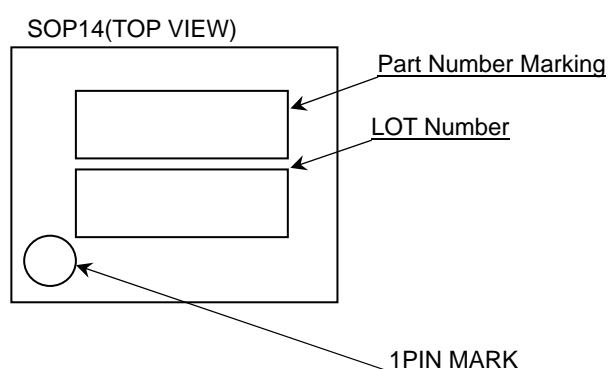 SOP14(TOP VIEW)
Part Number Marking
LOT Number
1PIN MARK